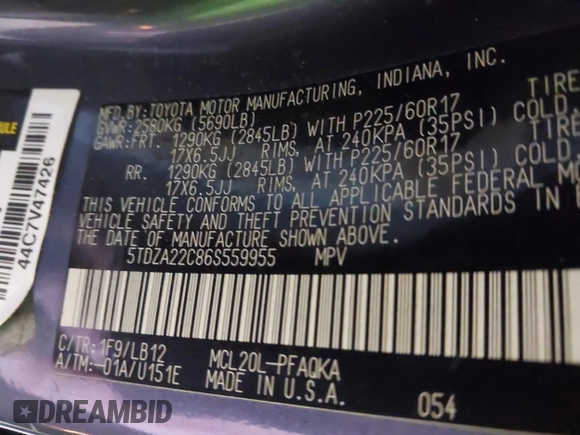 MFD.BY:TOYOTA MOTOR MANUFACTURING, INDIANA, INC.
GVWR:2580KG (5690LB)
GAWR:FRT. 1290KG (2845LB) WITH P225/60R17 TIRE
17X6.5JJ RIMS, AT 240KPA (35PSI) COLD,
RR. 1290KG (2845LB) WITH P225/60R17 TIRE
17X6.5JJ RIMS, AT 240KPA (35PSI) COLD,
THIS VEHICLE CONFORMS TO ALL APPLICABLE FEDERAL MO
VEHICLE SAFETY AND THEFT PREVENTION STANDARDS IN
ON THE DATE OF MANUFACTURE SHOWN ABOVE.
5TDZA22C86S559955 MPV
C/TR:1F9/LB12 MCL20L-PFAQKA
A/TM:-01A/U151E MADE IN U.S.A. 054
44C7V47426
DREAMBID